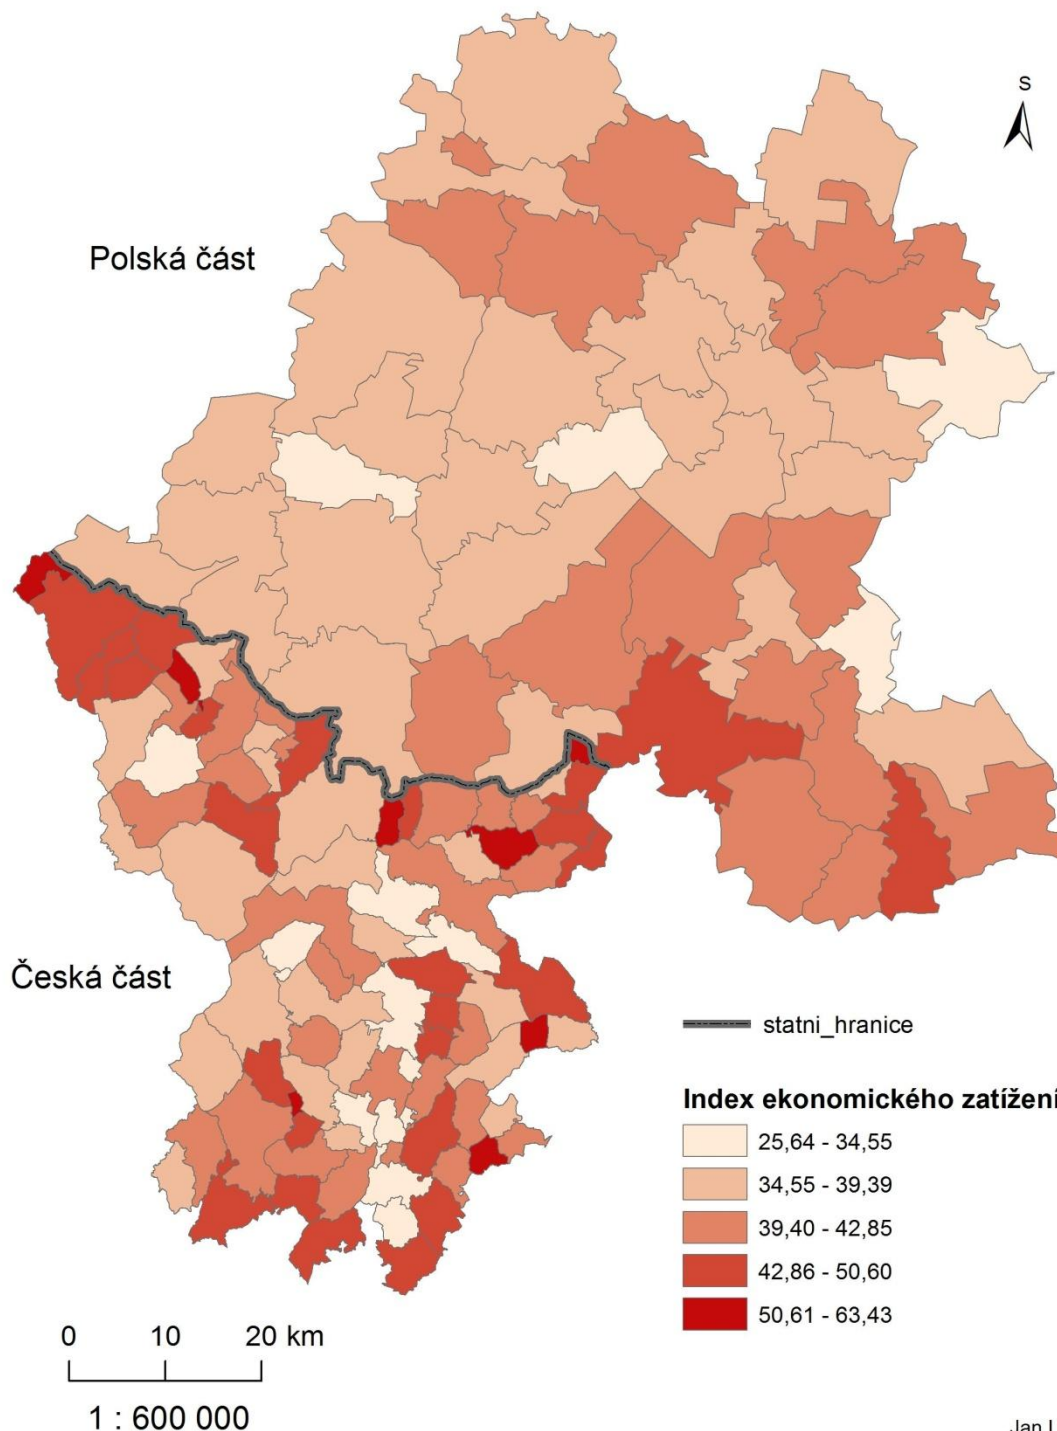 S
Polská část
Česká část
statni_hranice
Index ekonomického zatížení
25,64 - 34,55
34,55 - 39,39
39,40 - 42,85
42,86 - 50,60
50,61 - 63,43
0 10 20 km
1 : 600 000
Jan